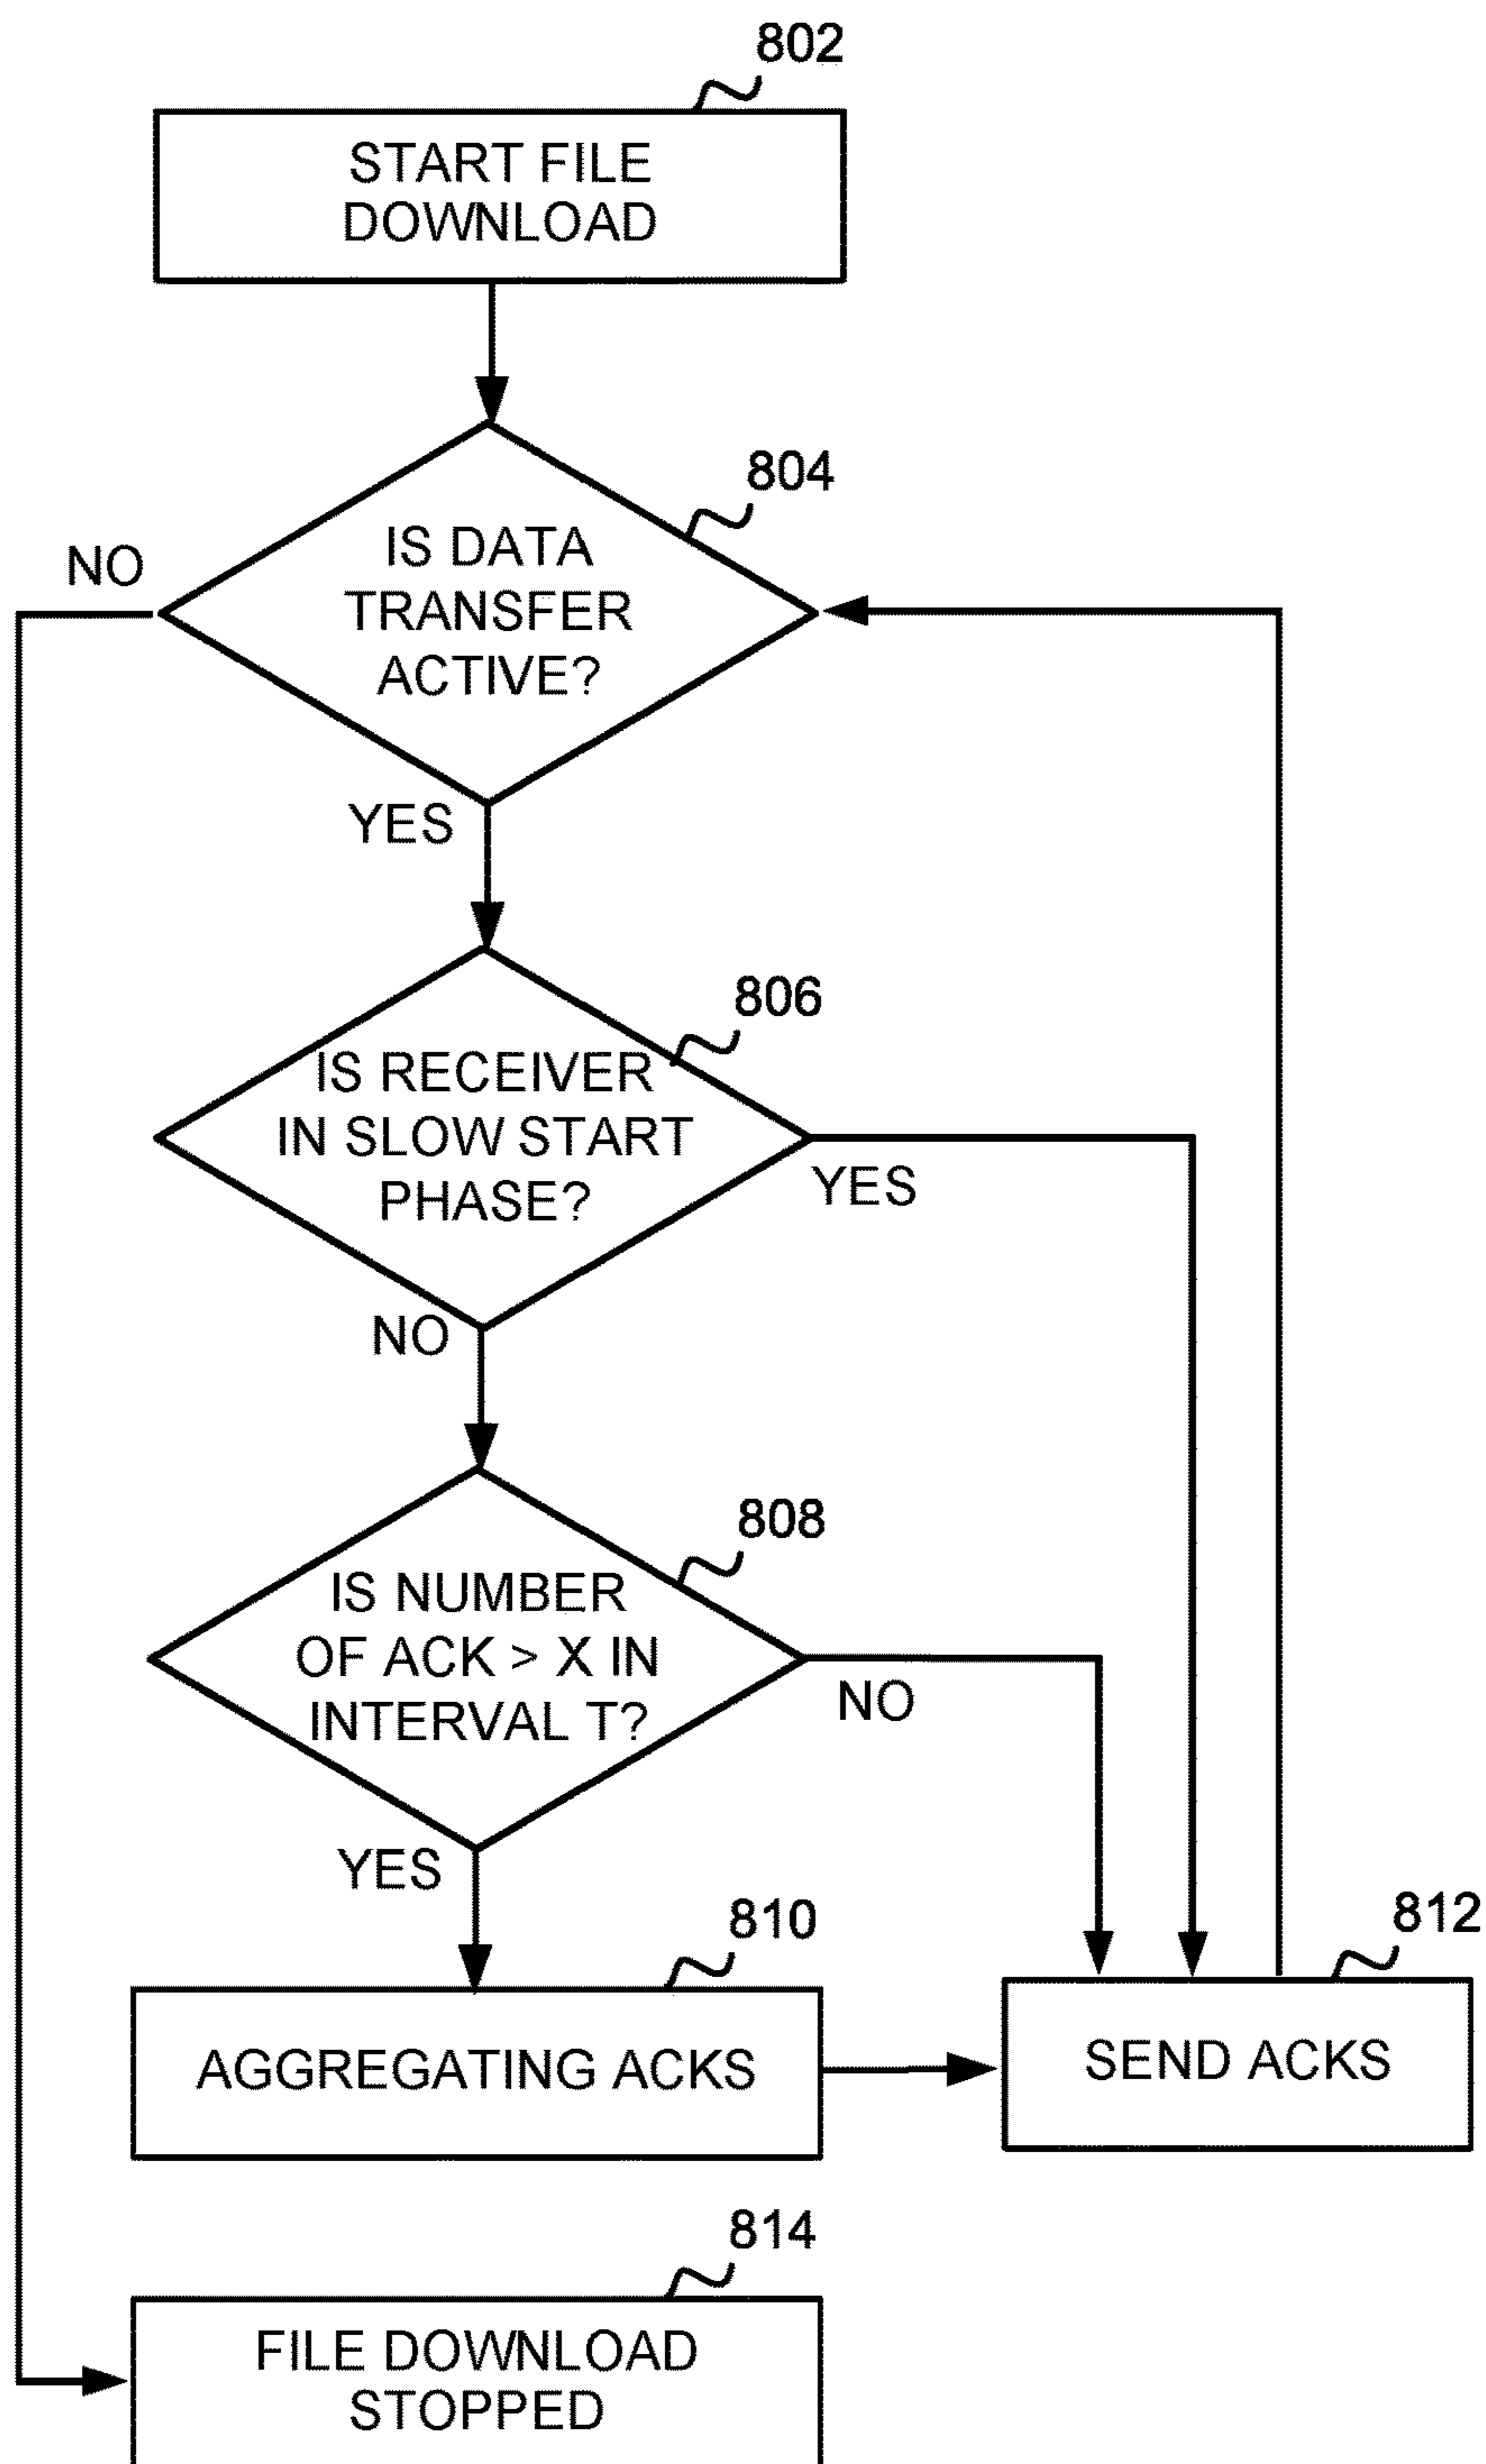 802
START FILE
DOWNLOAD
804
NO
IS DATA
TRANSFER
ACTIVE?
YES
806
IS RECEIVER
IN SLOW START
PHASE?
YES
NO
808
IS NUMBER
OF ACK > X IN
INTERVAL T?
NO
YES
810
812
AGGREGATING ACKS
SEND ACKS
814
FILE DOWNLOAD
STOPPED